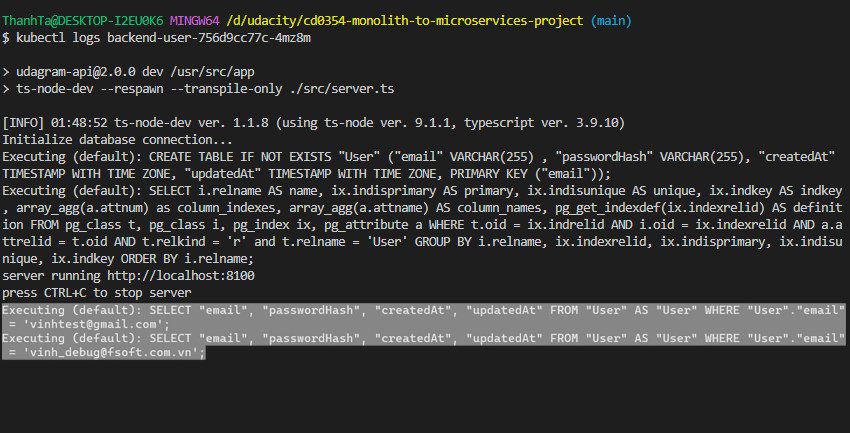 ThanhTa@DESKTOP-I2EU0K6 MINGW64 /d/udacity/cd0354-monolith-to-microservices-project (main)
$ kubectl logs backend-user-756d9cc77c-4mz8m
> udagram-api@2.0.0 dev /usr/src/app
> ts-node-dev --respawn --transpile-only ./src/server.ts
[INFO] 01:48:52 ts-node-dev ver. 1.1.8 (using ts-node ver. 9.1.1, typescript ver. 3.9.10)
Initialize database connection...
Executing (default): CREATE TABLE IF NOT EXISTS "User" ("email" VARCHAR(255) , "passwordHash" VARCHAR(255), "createdAt"
TIMESTAMP WITH TIME ZONE, "updatedAt" TIMESTAMP WITH TIME ZONE, PRIMARY KEY ("email"));
Executing (default): SELECT i.relname AS name, ix.indisprimary AS primary, ix.indisunique AS unique, ix.indkey AS indkey
, array_agg(a.attnum) as column_indexes, array_agg(a.attname) AS column_names, pg_get_indexdef(ix.indexrelid) AS definit
ion FROM pg_class t, pg_class i, pg_index ix, pg_attribute a WHERE t.oid = ix.indrelid AND i.oid = ix.indexrelid AND a.a
ttrelid = t.oid AND t.relkind = 'r' and t.relname = 'User' GROUP BY i.relname, ix.indexrelid, ix.indisprimary, ix.indisu
nique, ix.indkey ORDER BY i.relname;
server running http://localhost:8100
press CTRL+C to stop server
Executing (default): SELECT "email", "passwordHash", "createdAt", "updatedAt" FROM "User" AS "User" WHERE "User"."email"
= 'vinhtest@gmail.com';
Executing (default): SELECT "email", "passwordHash", "createdAt", "updatedAt" FROM "User" AS "User" WHERE "User"."email"
= 'vinh_debug@fsoft.com.vn';